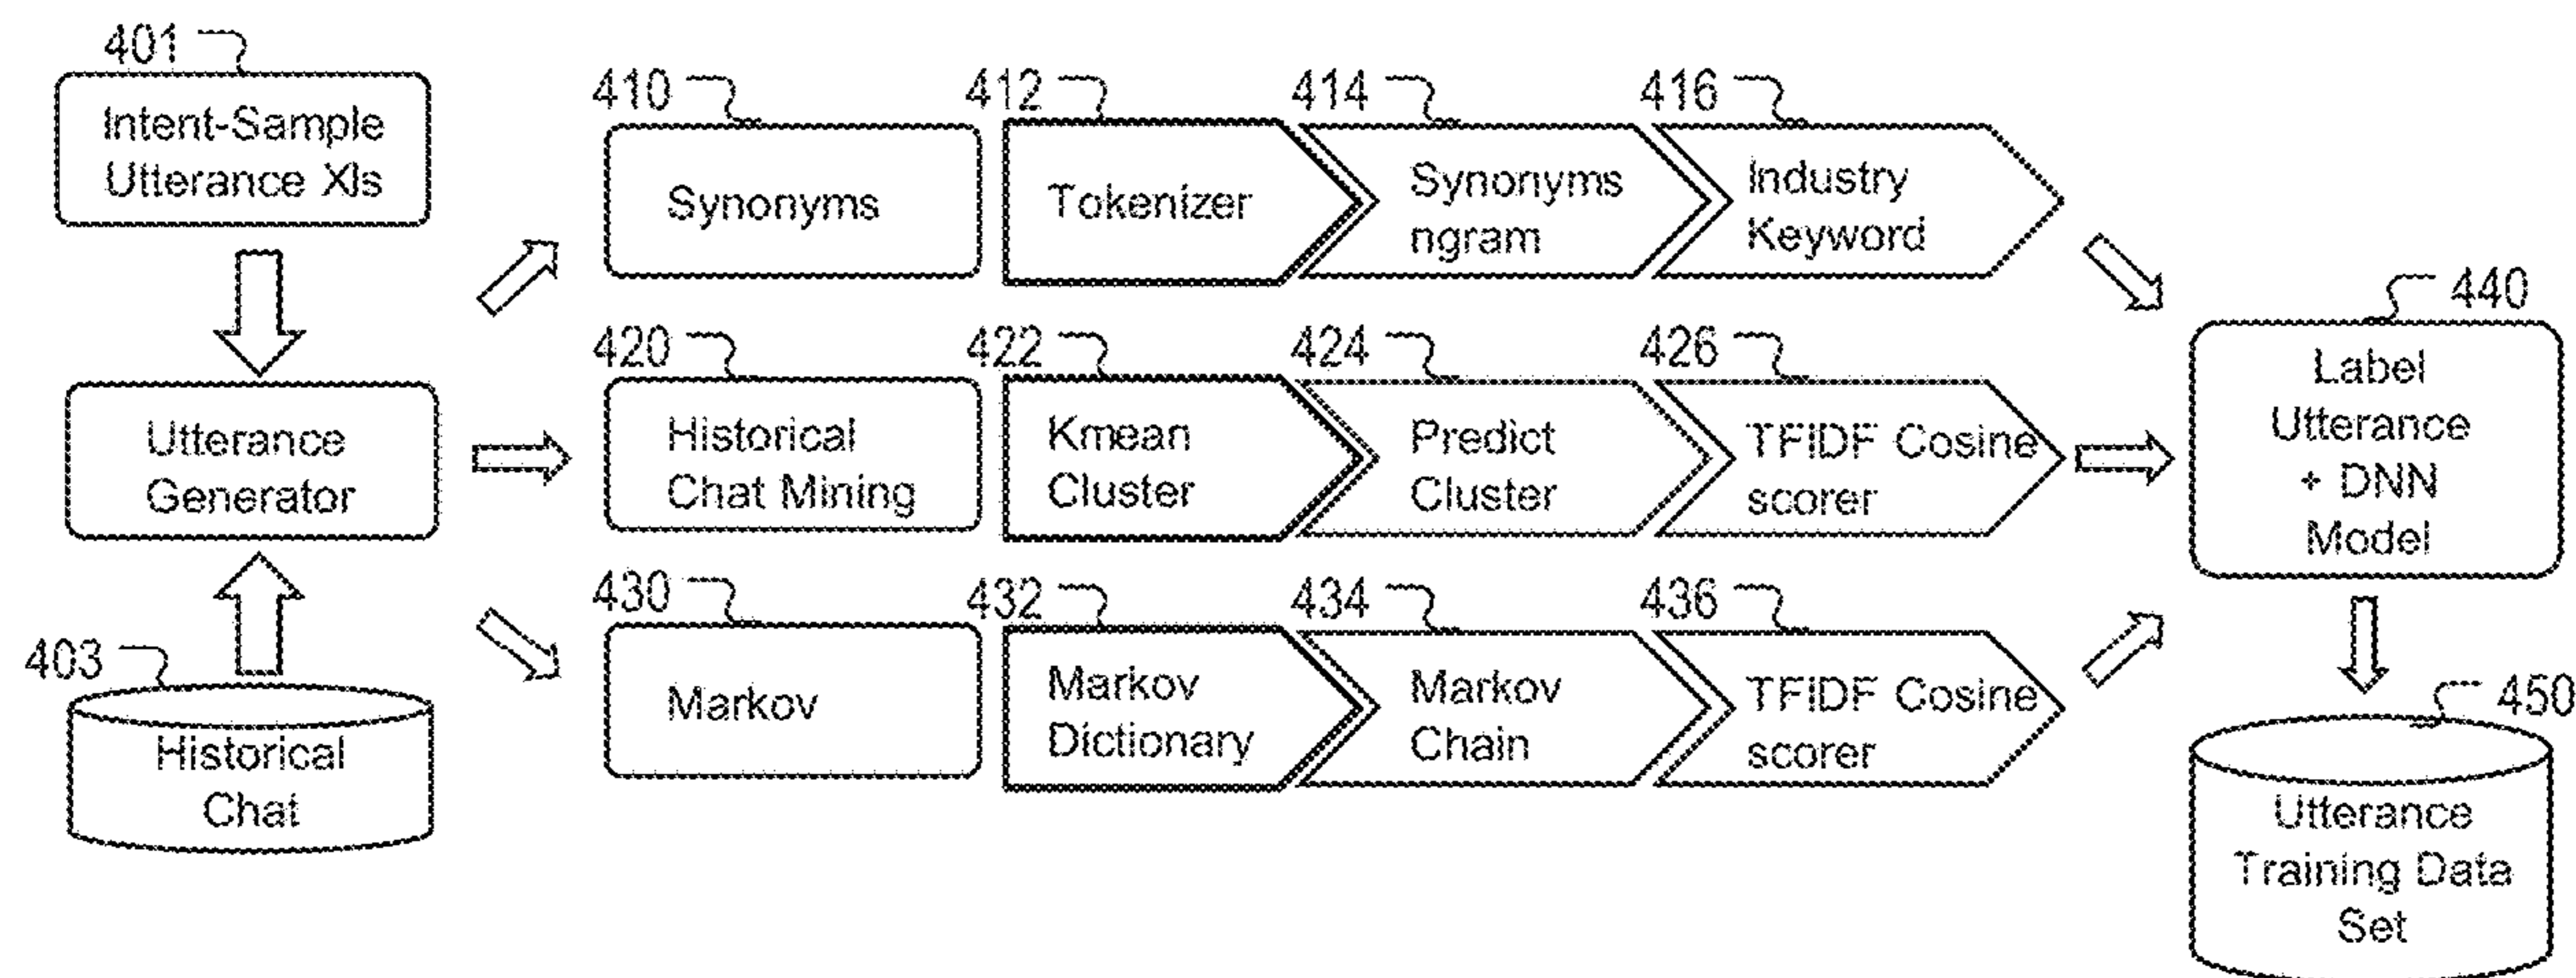 401
Intent-Sample
Utterance Xls
Utterance
Generator
403
Historical
Chat
410
Synonyms
412
Tokenizer
414
Synonyms
ngram
416
Industry
Keyword
420
Historical
Chat Mining
422
Kmean
Cluster
424
Predict
Cluster
426
TFIDF Cosine
scorer
430
Markov
432
Markov
Dictionary
434
Markov
Chain
436
TFIDF Cosine
scorer
440
Label
Utterance
+ DNN
Model
450
Utterance
Training Data
Set